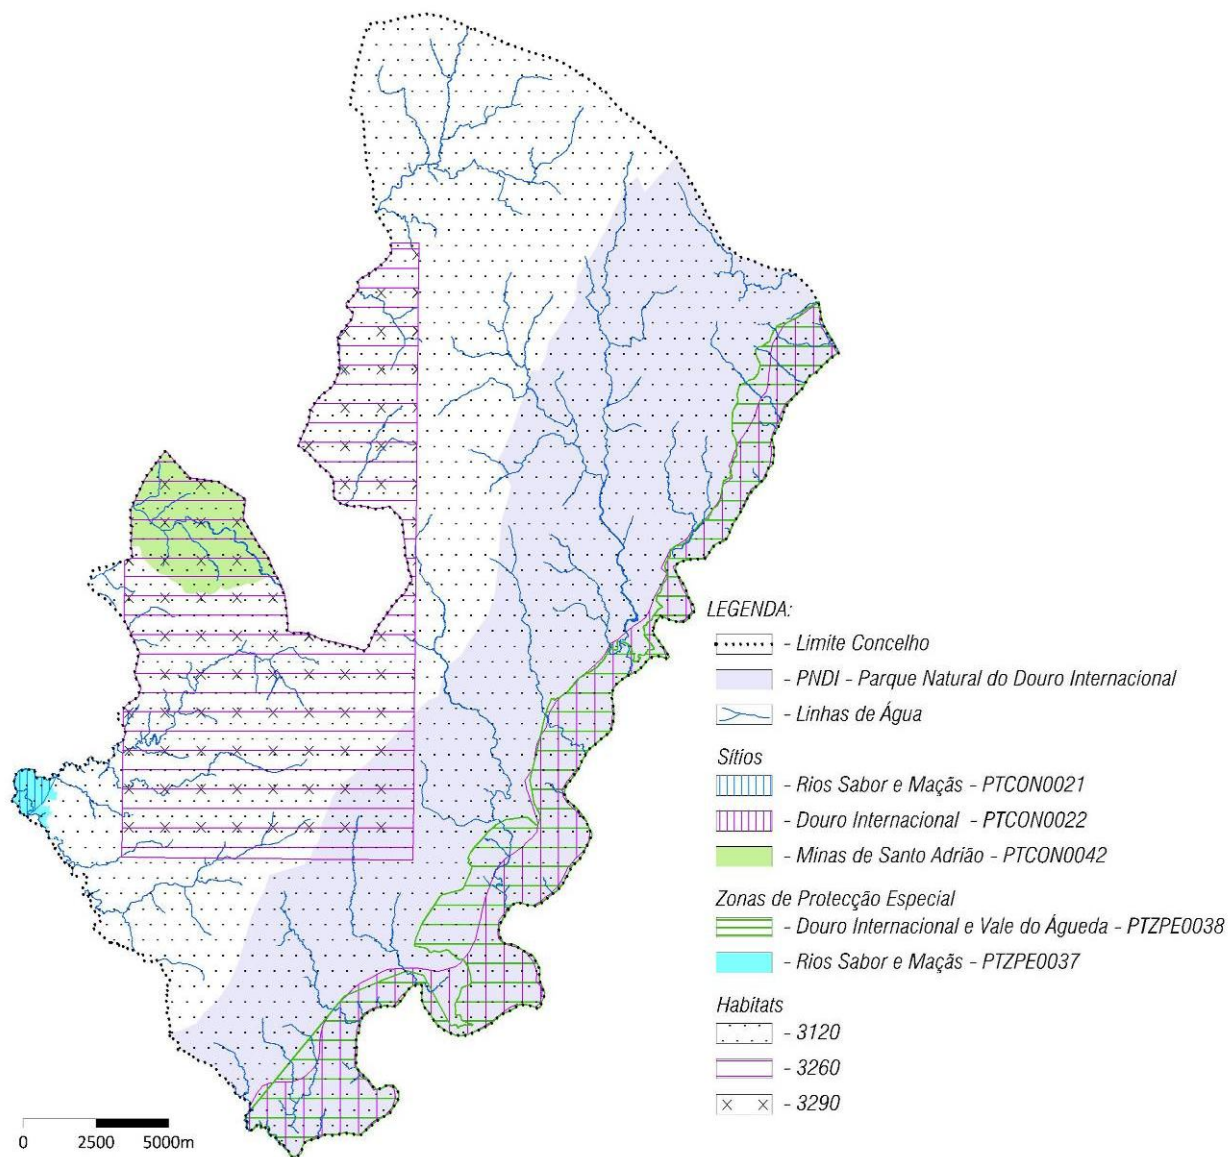 LEGENDA:
- Limite Concelho
- PNDI - Parque Natural do Douro Internacional
- Linhas de Água
Sítios
- Rios Sabor e Maçãs - PTCON0021
- Douro Internacional - PTCON0022
- Minas de Santo Adrião - PTCON0042
Zonas de Protecção Especial
- Douro Internacional e Vale do Águeda - PTZPE0038
- Rios Sabor e Maçãs - PTZPE0037
Habitats
- 3120
- 3260
- 3290
0 2500 5000m